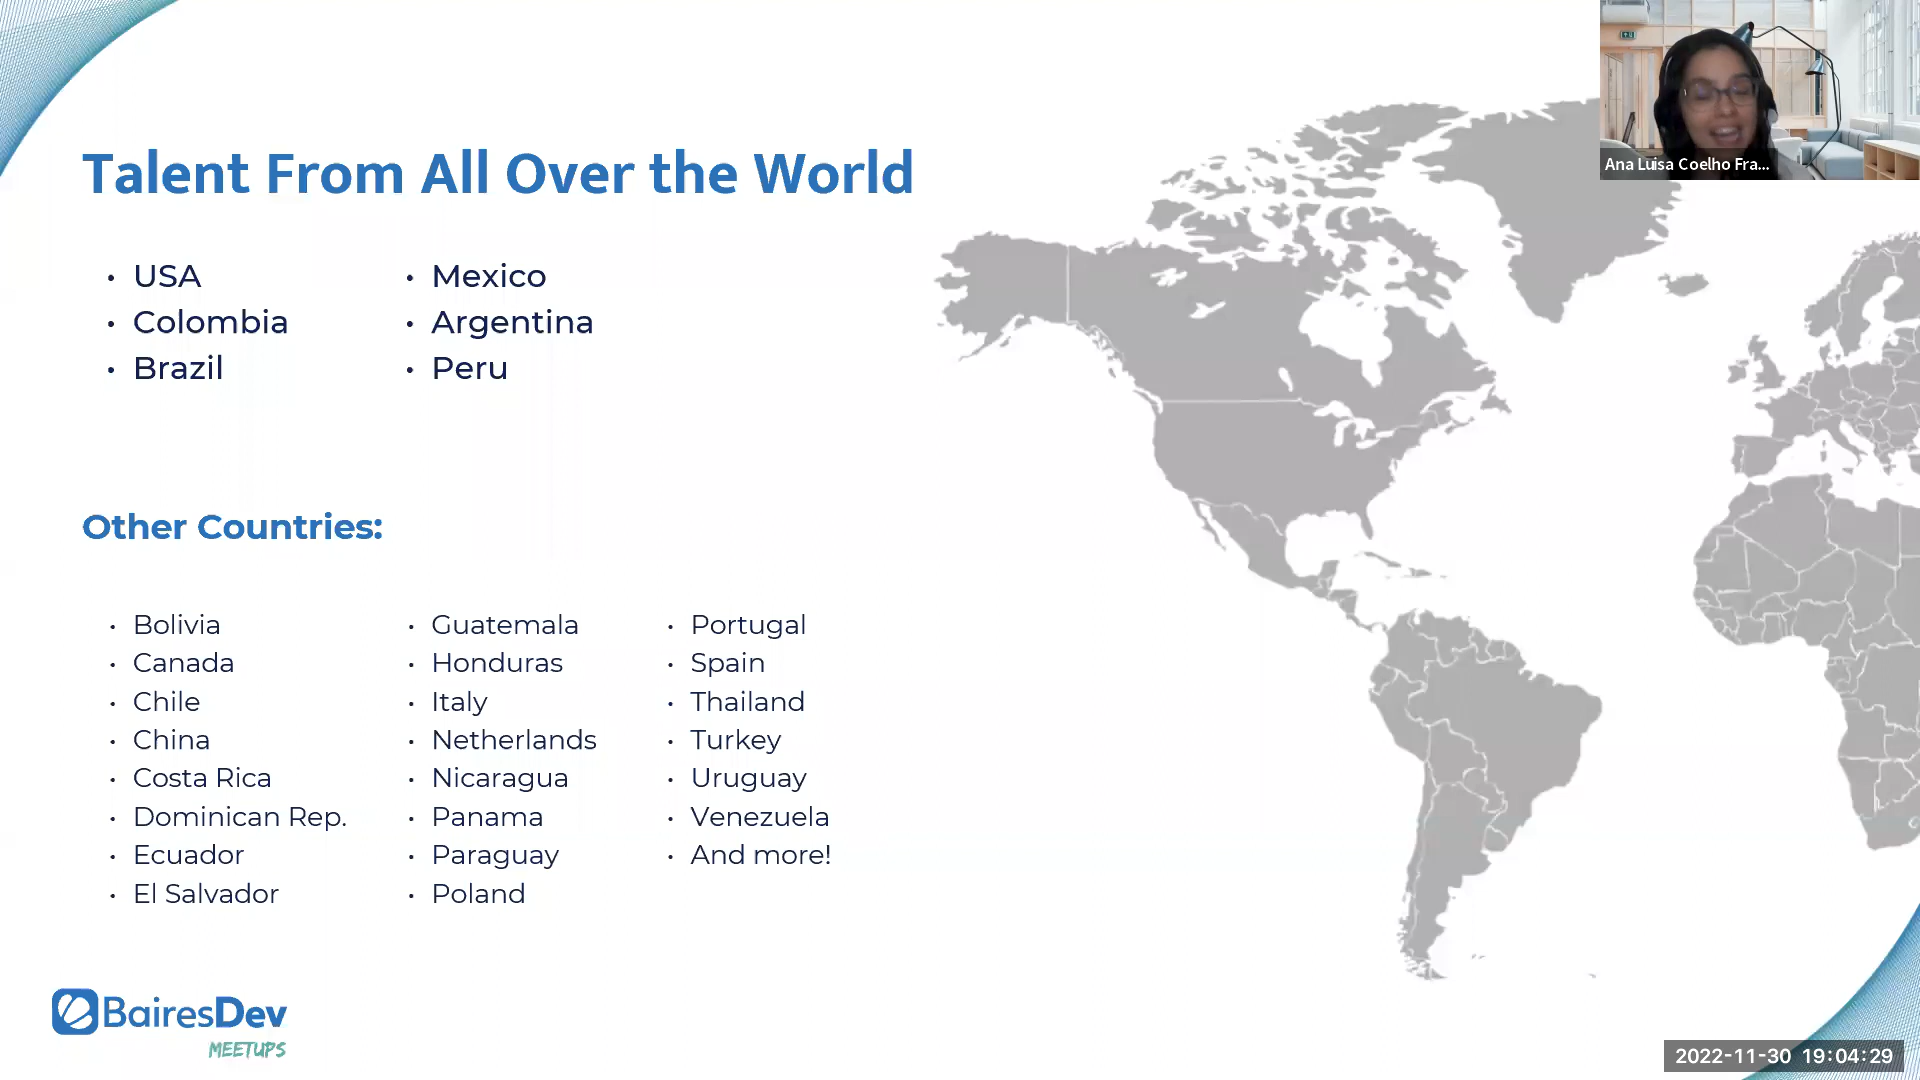 Ana Luisa Coelho Fra...
Talent From All Over the World
• USA
• Colombia
• Brazil
• Mexico
• Argentina
• Peru
Other Countries:
• Bolivia
• Canada
• Chile
• China
• Costa Rica
• Dominican Rep.
• Ecuador
• El Salvador
• Guatemala
• Honduras
• Italy
• Netherlands
• Nicaragua
• Panama
• Paraguay
• Poland
• Portugal
• Spain
• Thailand
• Turkey
• Uruguay
• Venezuela
• And more!
BairesDev
MEETUPS
2022-11-30 19:04:29